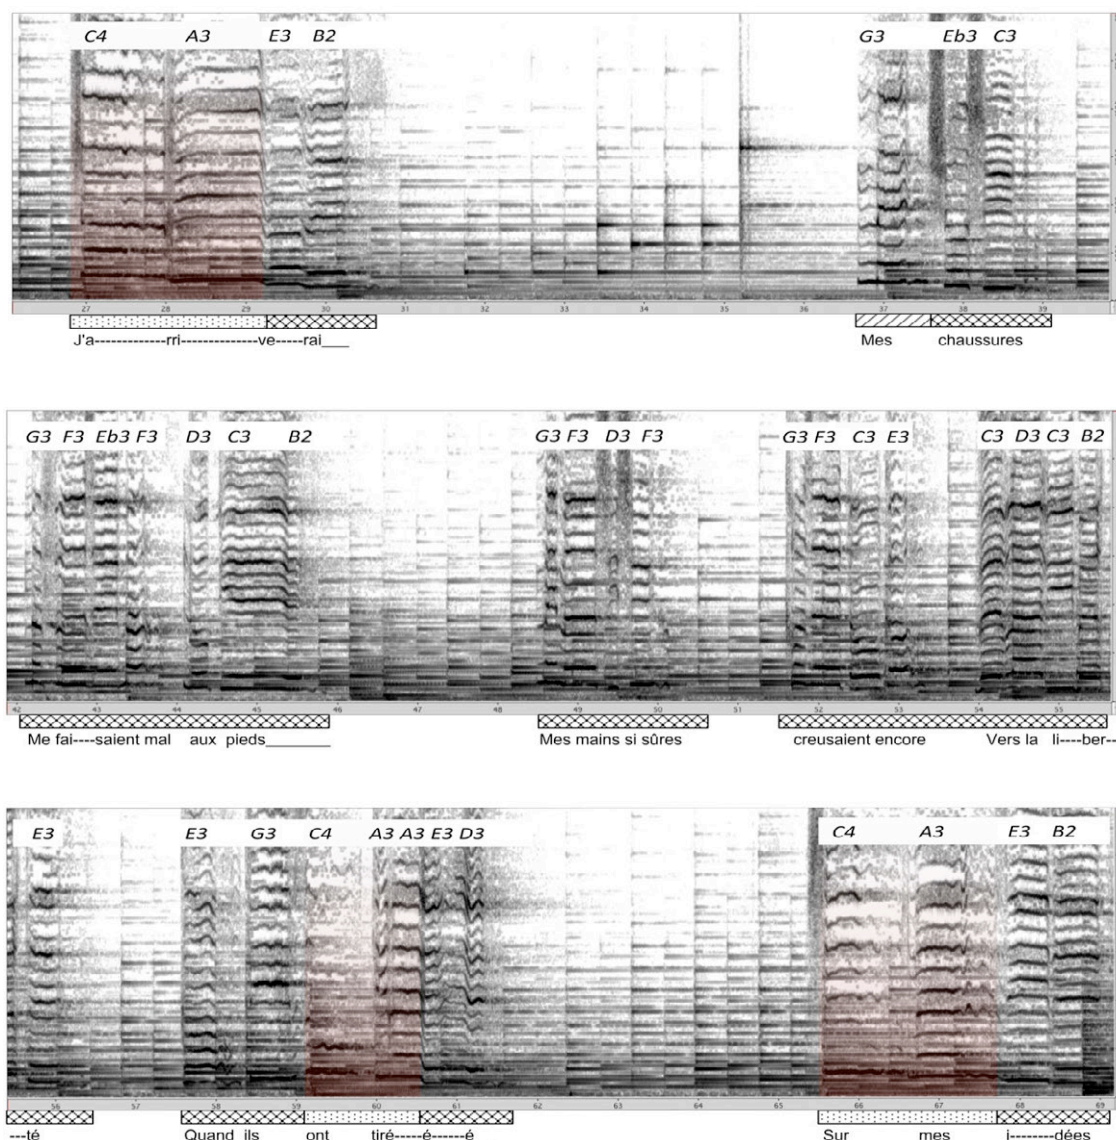 C4 A3 E3 B2 G3 Eb3 C3
27 28 29 30 31 32 33 34 35 36 37 38 39
J'a-------------rri--------------ve-----rai___ Mes chaussures
G3 F3 Eb3 F3 D3 C3 B2 G3 F3 D3 F3 G3 F3 C3 E3 C3 D3 C3 B2
42 43 44 45 46 47 48 49 50 51 52 53 54 55
Me fai----saient mal aux pieds_______ Mes mains si sûres creusaient encore Vers la li----ber--
E3 E3 G3 C4 A3 A3 E3 D3 C4 A3 E3 B2
56 57 58 59 60 61 62 63 64 65 66 67 68 69
---té Quand ils ont tiré-----é------é Sur mes i--------dées